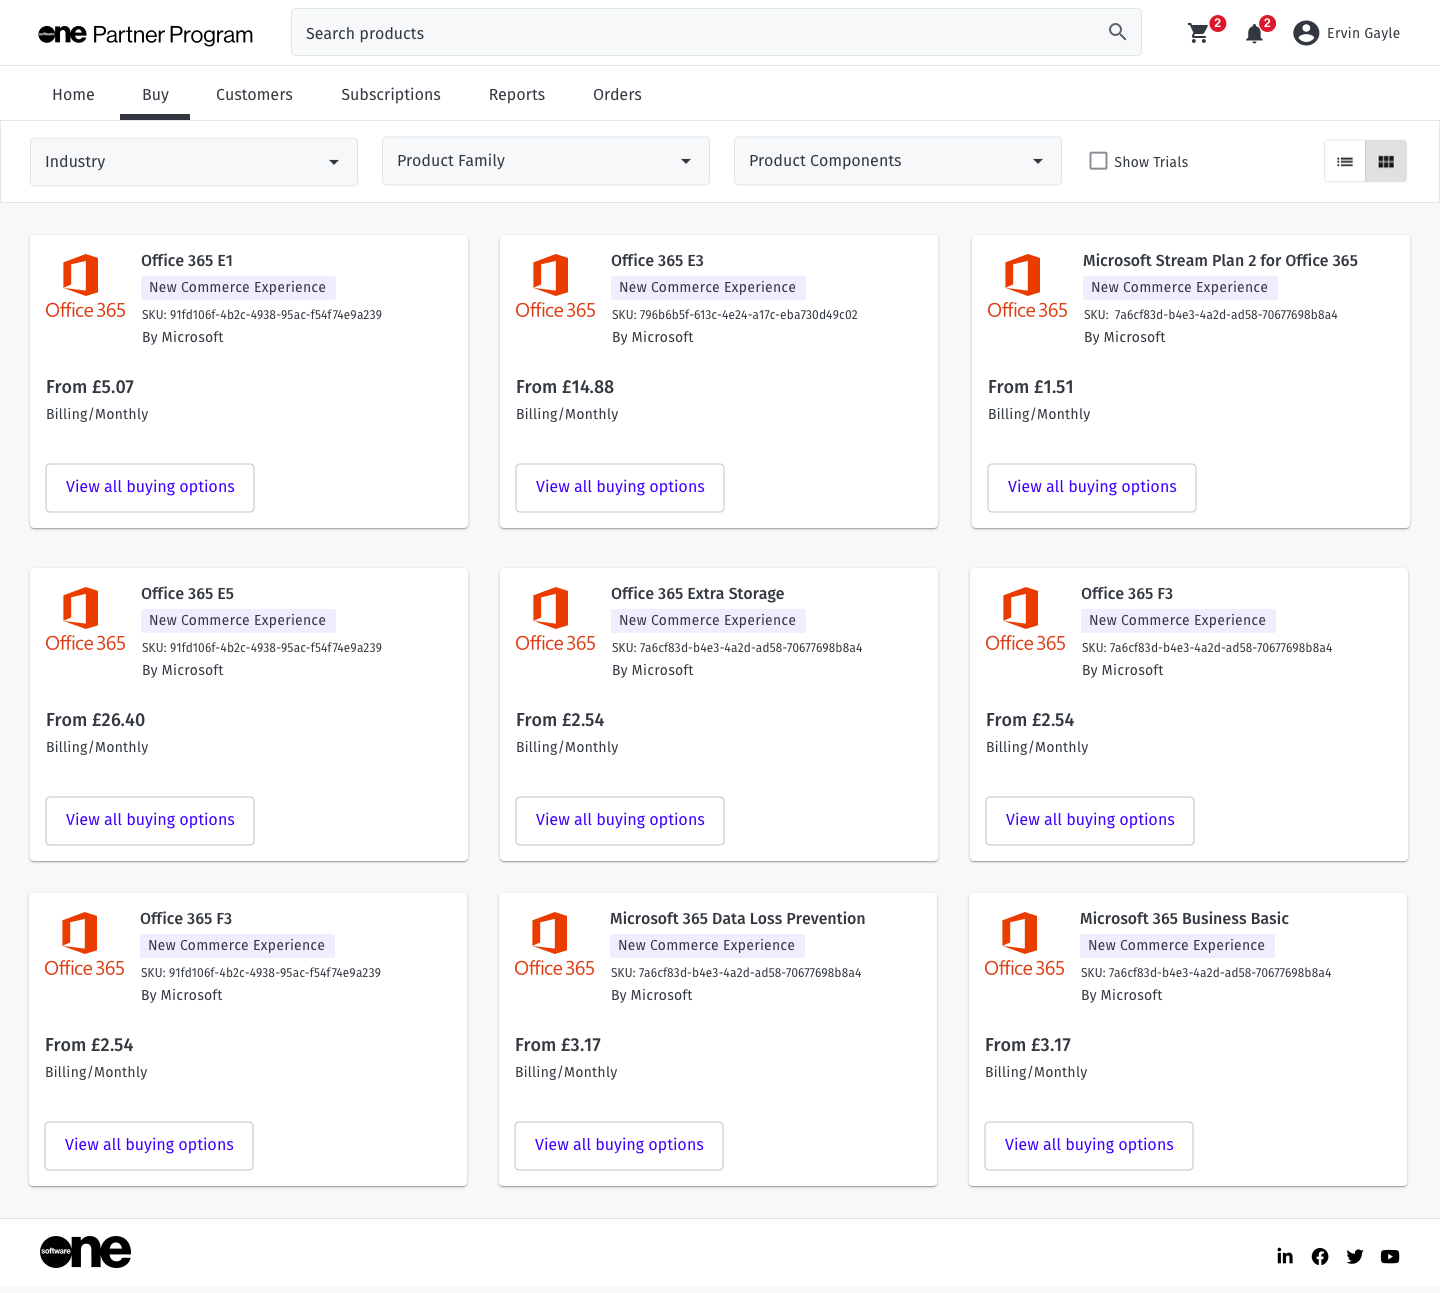 software one Partner Program
Search products
2
2
Ervin Gayle
Home
Buy
Customers
Subscriptions
Reports
Orders
Industry
Product Family
Product Components
Show Trials
Office 365
Office 365 E1
New Commerce Experience
SKU: 91fd106f-4b2c-4938-95ac-f54f74e9a239
By Microsoft
From £5.07
Billing/Monthly
View all buying options
Office 365
Office 365 E3
New Commerce Experience
SKU: 796b6b5f-613c-4e24-a17c-eba730d49c02
By Microsoft
From £14.88
Billing/Monthly
View all buying options
Office 365
Microsoft Stream Plan 2 for Office 365
New Commerce Experience
SKU:  7a6cf83d-b4e3-4a2d-ad58-70677698b8a4
By Microsoft
From £1.51
Billing/Monthly
View all buying options
Office 365
Office 365 E5
New Commerce Experience
SKU: 91fd106f-4b2c-4938-95ac-f54f74e9a239
By Microsoft
From £26.40
Billing/Monthly
View all buying options
Office 365
Office 365 Extra Storage
New Commerce Experience
SKU: 7a6cf83d-b4e3-4a2d-ad58-70677698b8a4
By Microsoft
From £2.54
Billing/Monthly
View all buying options
Office 365
Office 365 F3
New Commerce Experience
SKU: 7a6cf83d-b4e3-4a2d-ad58-70677698b8a4
By Microsoft
From £2.54
Billing/Monthly
View all buying options
Office 365
Office 365 F3
New Commerce Experience
SKU: 91fd106f-4b2c-4938-95ac-f54f74e9a239
By Microsoft
From £2.54
Billing/Monthly
View all buying options
Office 365
Microsoft 365 Data Loss Prevention
New Commerce Experience
SKU: 7a6cf83d-b4e3-4a2d-ad58-70677698b8a4
By Microsoft
From £3.17
Billing/Monthly
View all buying options
Office 365
Microsoft 365 Business Basic
New Commerce Experience
SKU: 7a6cf83d-b4e3-4a2d-ad58-70677698b8a4
By Microsoft
From £3.17
Billing/Monthly
View all buying options
software one
in